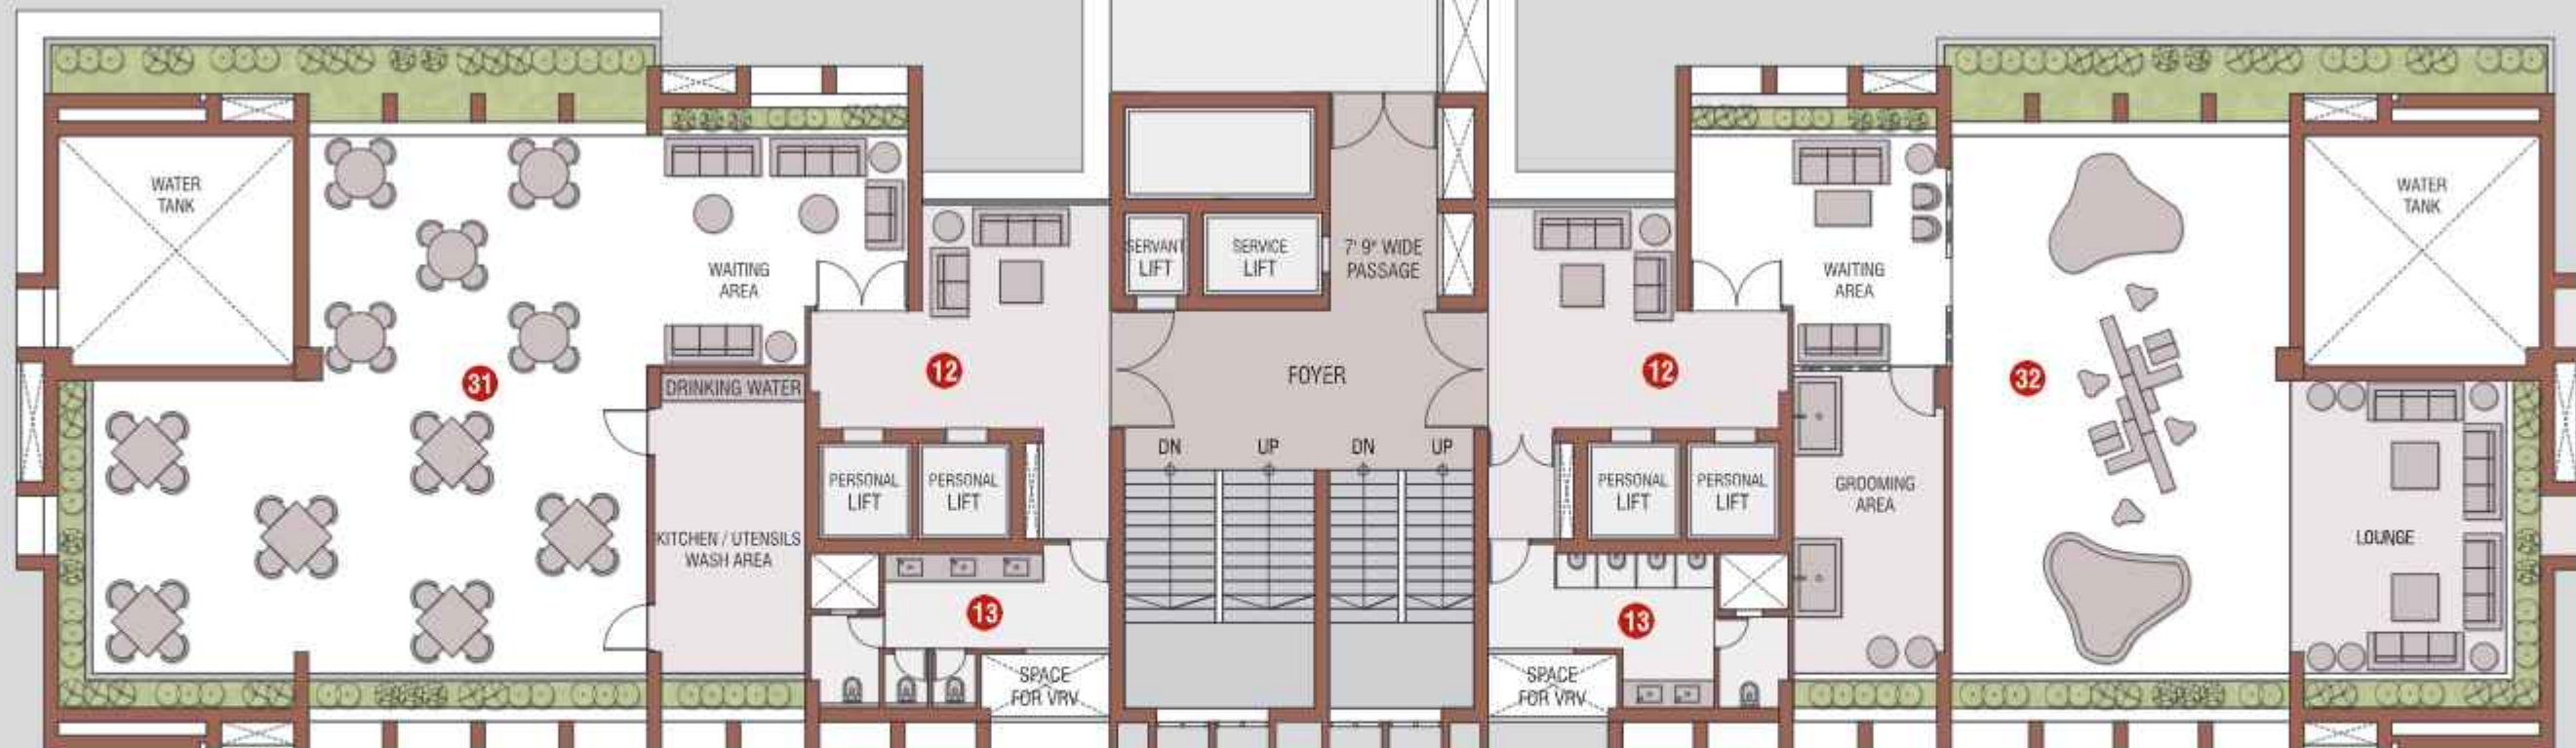 WATER
TANK
WAITING
AREA
SERVANT
LIFT
SERVICE
LIFT
7' 9" WIDE
PASSAGE
WAITING
AREA
WATER
TANK
31
DRINKING WATER
12
FOYER
12
32
DN
UP
DN
UP
PERSONAL
LIFT
PERSONAL
LIFT
PERSONAL
LIFT
PERSONAL
LIFT
GROOMING
AREA
KITCHEN / UTENSILS
WASH AREA
LOUNGE
13
13
SPACE
FOR VRV
SPACE
FOR VRV